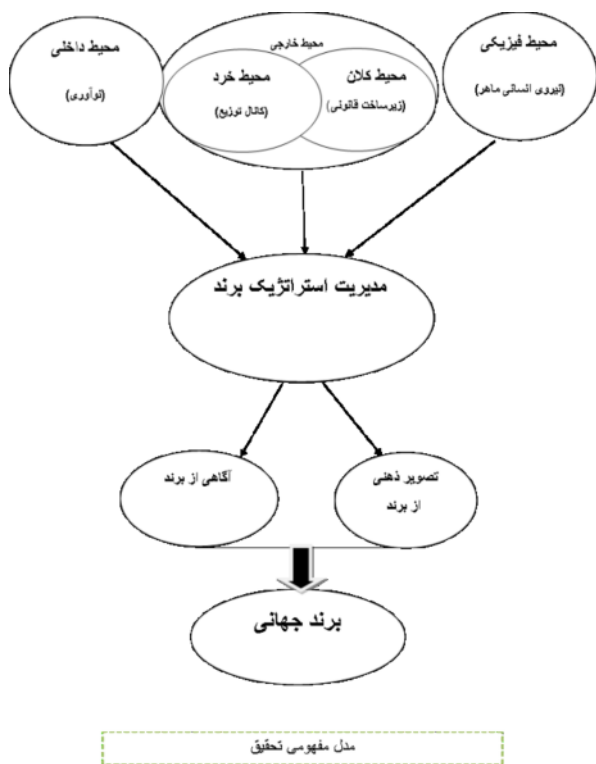 محیط فیزیکی
(نیروی انسانی ماهر)
محیط خارجی
محیط کلان
(زیرساخت قانونی)
محیط خرد
(کانال توزیع)
محیط داخلی
(نوآوری)
مدیریت استراتژیک برند
تصویر ذهنی
از برند
آگاهی از برند
برند جهانی
مدل مفهومی تحقیق